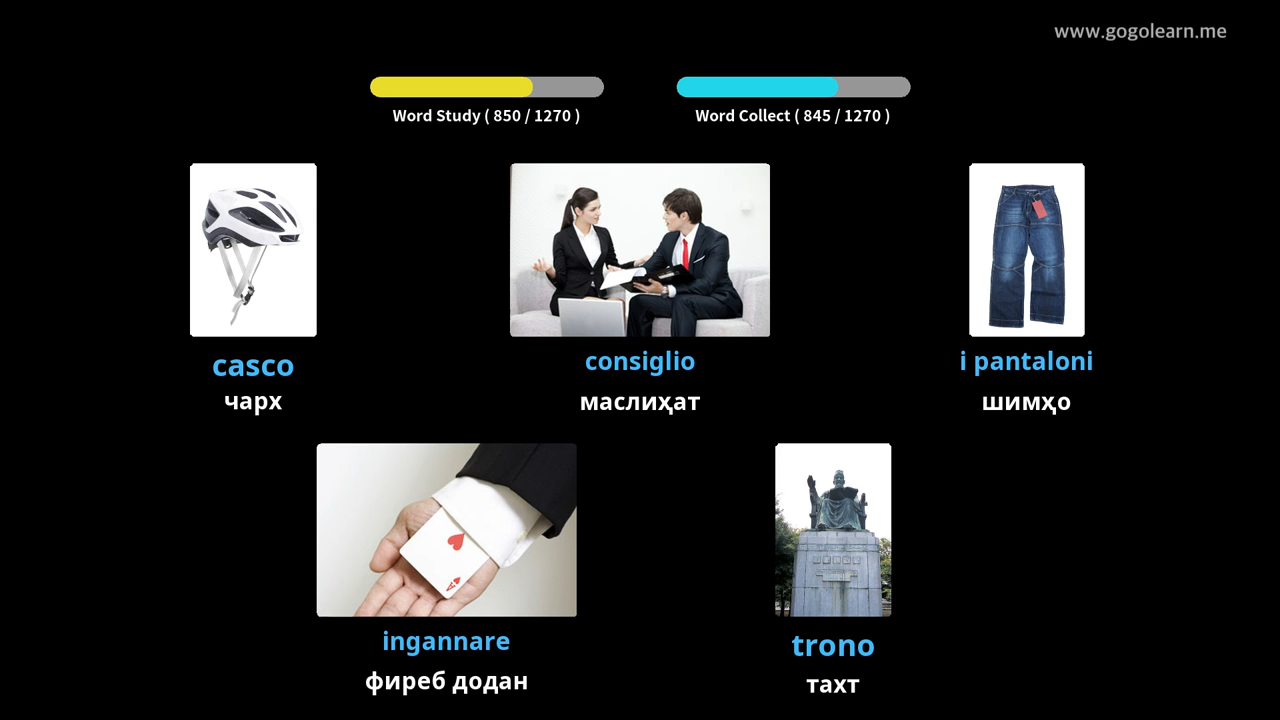 www.gogolearn.me
Word Study ( 850 / 1270 )
Word Collect ( 845 / 1270 )
casco
чарх
consiglio
маслиҳат
i pantaloni
шимҳо
ingannare
фиреб додан
trono
тахт